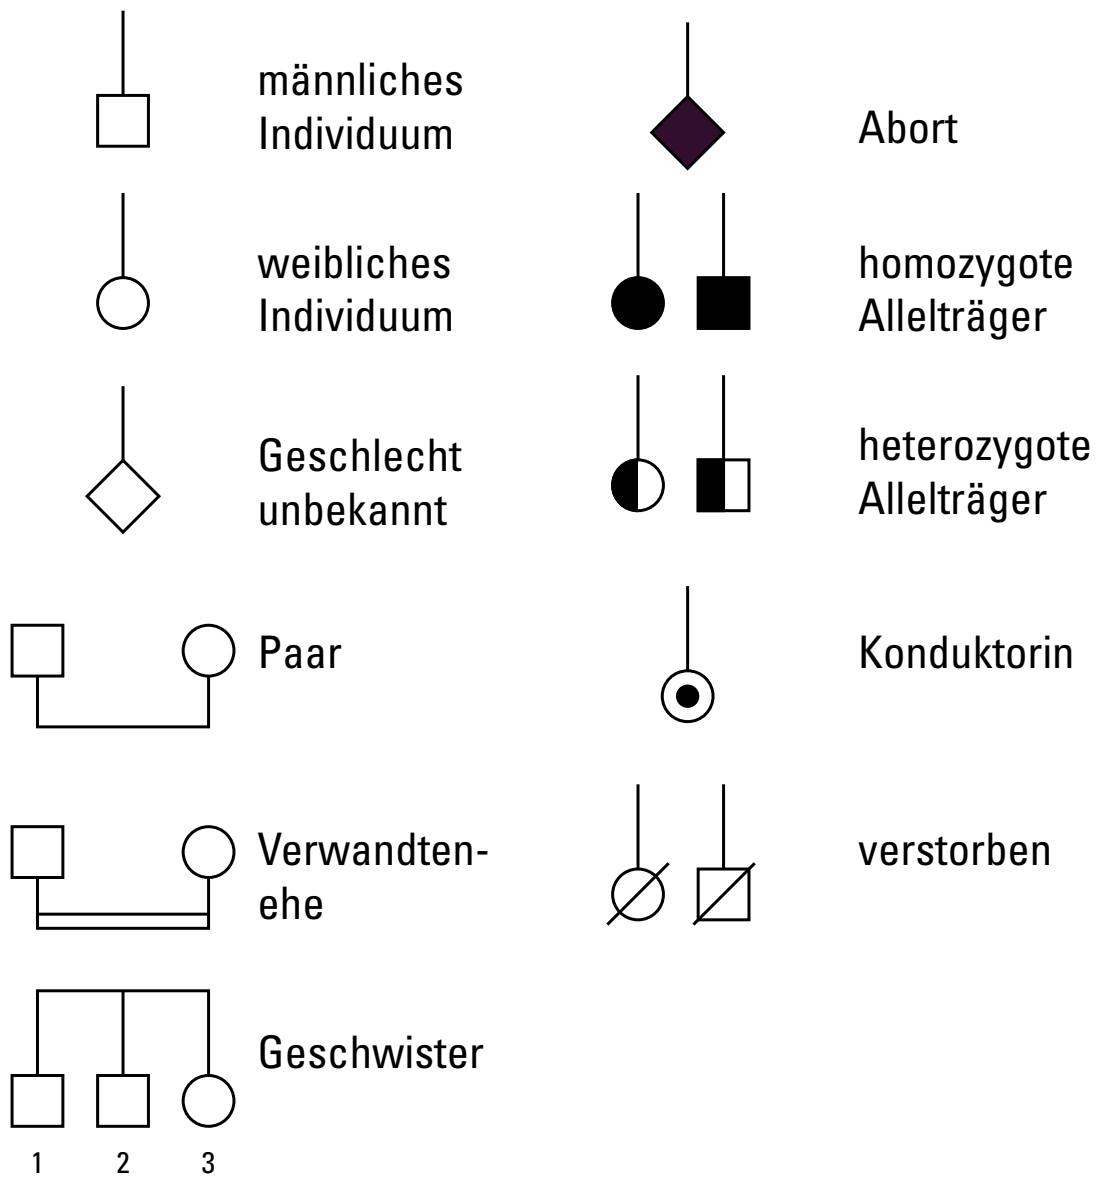 männliches
Individuum
weibliches
Individuum
Geschlecht
unbekannt
Paar
Verwandten-
ehe
Geschwister
1 2 3
Abort
homozygote
Allelträger
heterozygote
Allelträger
Konduktorin
verstorben